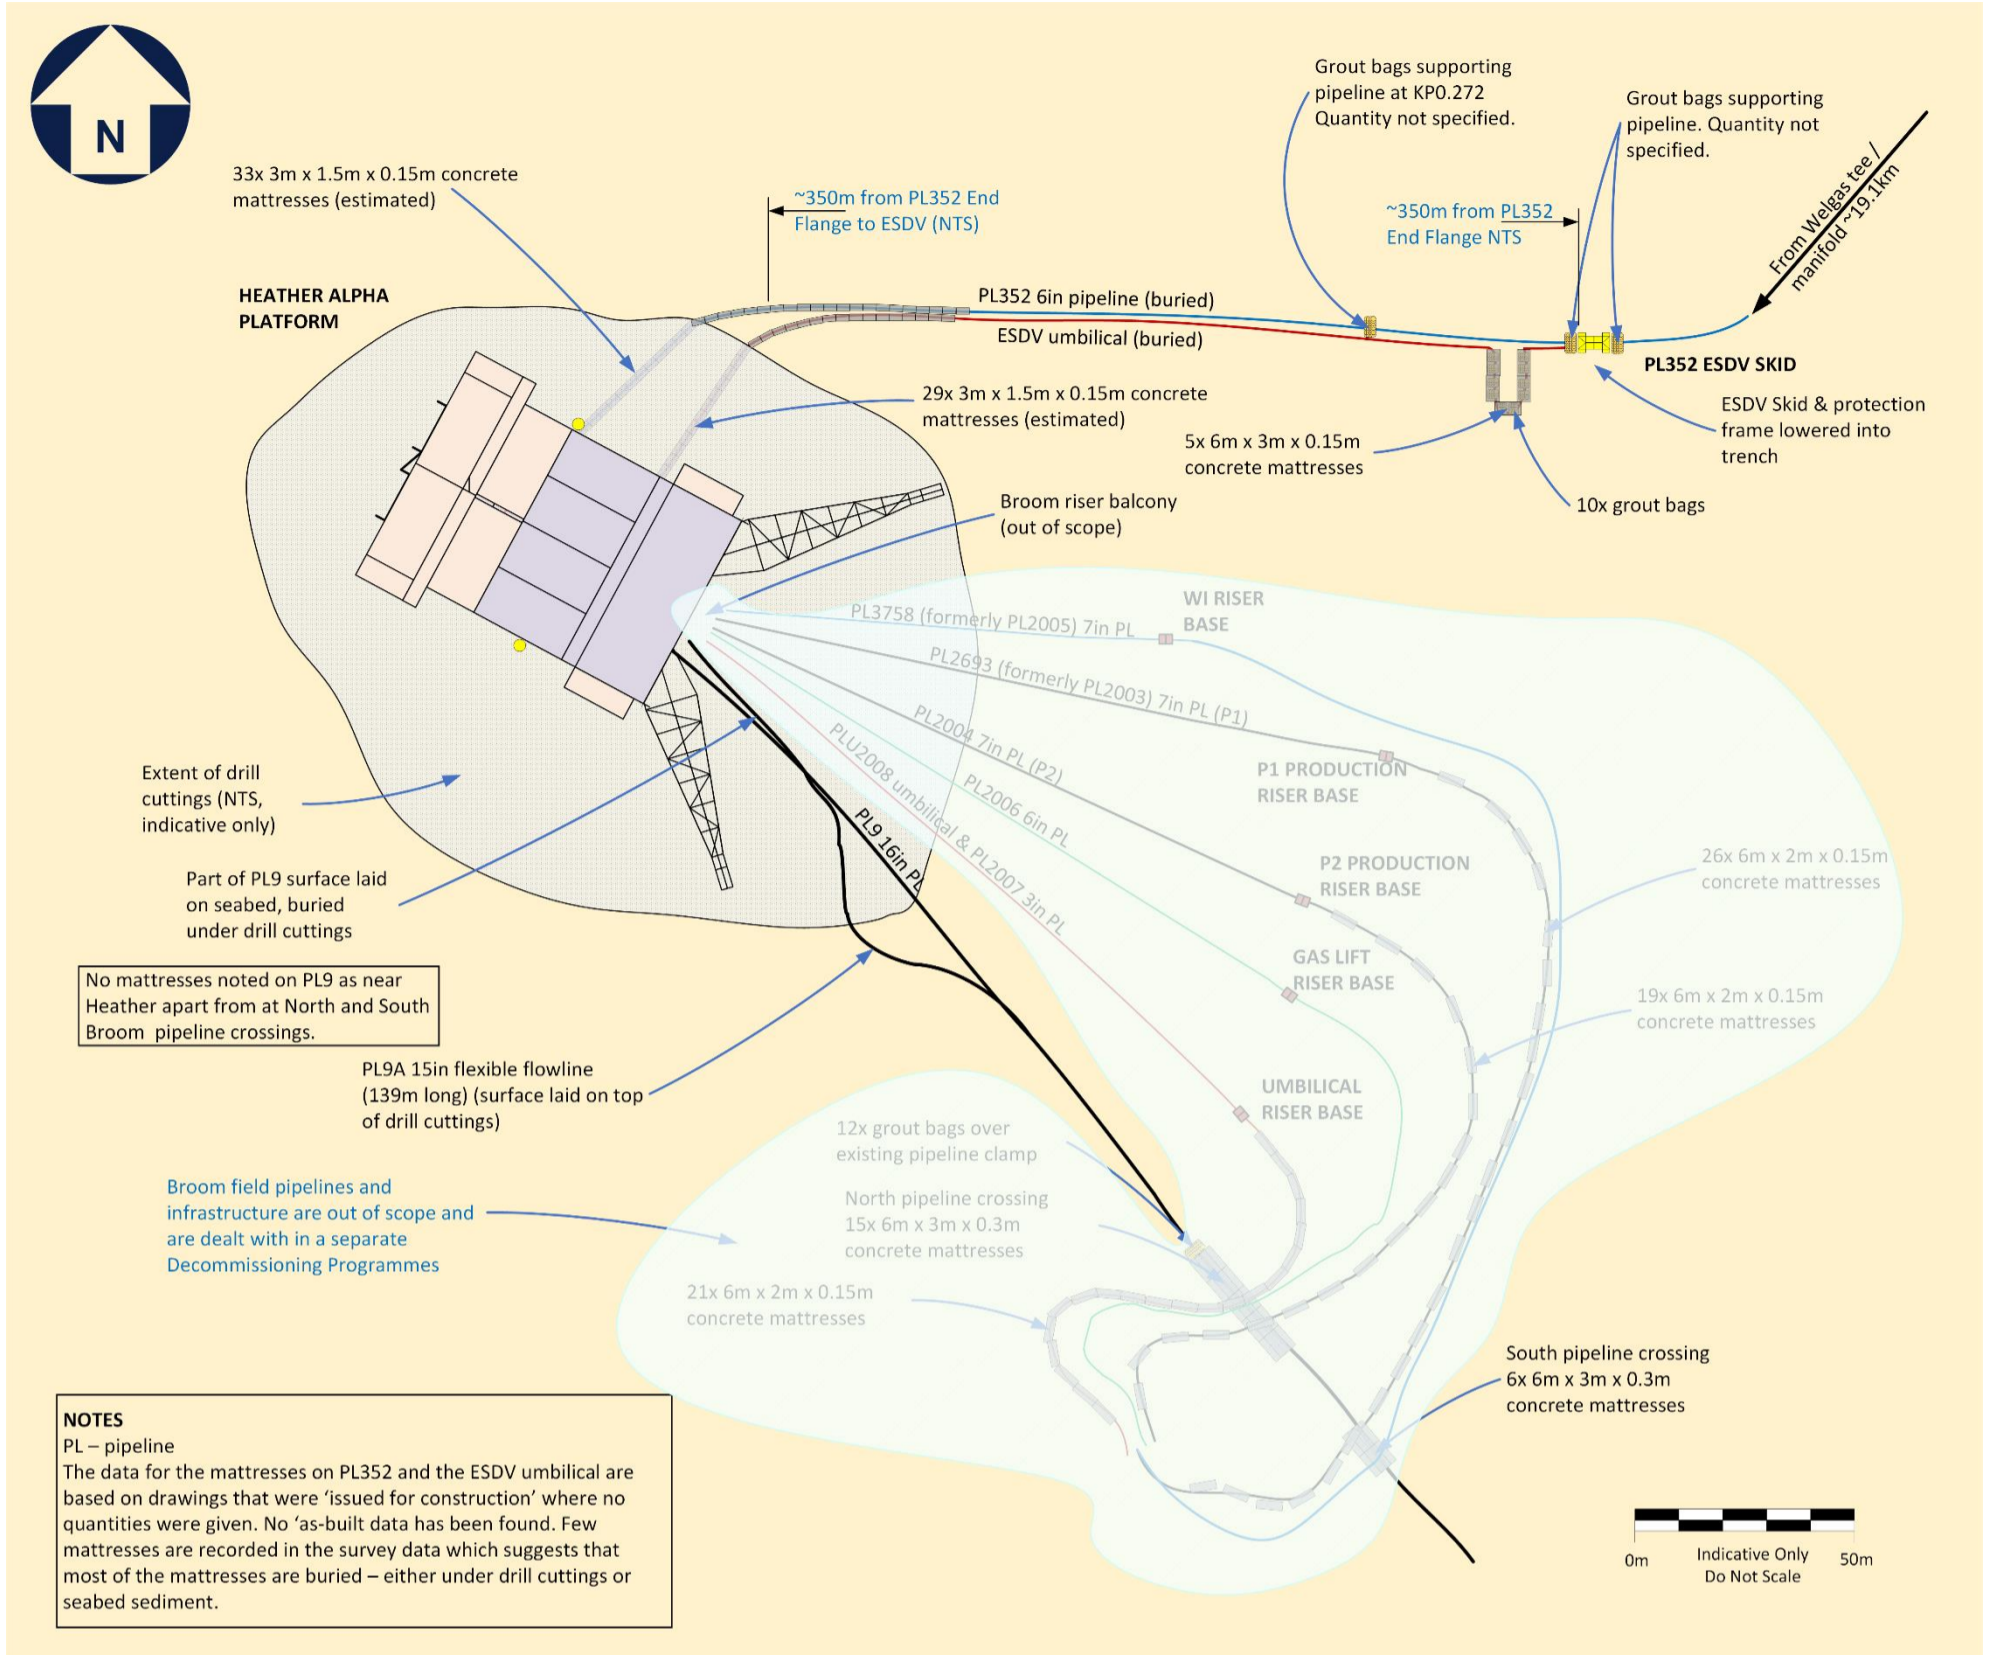 N
33x 3m x 1.5m x 0.15m concrete
mattresses (estimated)
HEATHER ALPHA
PLATFORM
~350m from PL352 End
Flange to ESDV (NTS)
Grout bags supporting
pipeline at KP0.272
Quantity not specified.
Grout bags supporting
pipeline. Quantity not
specified.
~350m from PL352
End Flange NTS
From Welgas tee /
manifold ~19.1km
PL352 6in pipeline (buried)
ESDV umbilical (buried)
PL352 ESDV SKID
29x 3m x 1.5m x 0.15m concrete
mattresses (estimated)
5x 6m x 3m x 0.15m
concrete mattresses
ESDV Skid & protection
frame lowered into
trench
10x grout bags
Broom riser balcony
(out of scope)
PL3758 (formerly PL2005) 7in PL
WI RISER
BASE
PL2693 (formerly PL2003) 7in PL (P1)
PL2004 7in PL (P2)
PLU2008 umbilical & PL2007 3in PL
PL2006 6in PL
PL9 16in PL
P1 PRODUCTION
RISER BASE
P2 PRODUCTION
RISER BASE
GAS LIFT
RISER BASE
UMBILICAL
RISER BASE
26x 6m x 2m x 0.15m
concrete mattresses
19x 6m x 2m x 0.15m
concrete mattresses
Extent of drill
cuttings (NTS,
indicative only)
Part of PL9 surface laid
on seabed, buried
under drill cuttings
No mattresses noted on PL9 as near
Heather apart from at North and South
Broom pipeline crossings.
PL9A 15in flexible flowline
(139m long) (surface laid on top
of drill cuttings)
12x grout bags over
existing pipeline clamp
North pipeline crossing
15x 6m x 3m x 0.3m
concrete mattresses
Broom field pipelines and
infrastructure are out of scope and
are dealt with in a separate
Decommissioning Programmes
21x 6m x 2m x 0.15m
concrete mattresses
South pipeline crossing
6x 6m x 3m x 0.3m
concrete mattresses
NOTES
PL – pipeline
The data for the mattresses on PL352 and the ESDV umbilical are
based on drawings that were ‘issued for construction’ where no
quantities were given. No ‘as-built data has been found. Few
mattresses are recorded in the survey data which suggests that
most of the mattresses are buried – either under drill cuttings or
seabed sediment.
0m
Indicative Only
Do Not Scale
50m